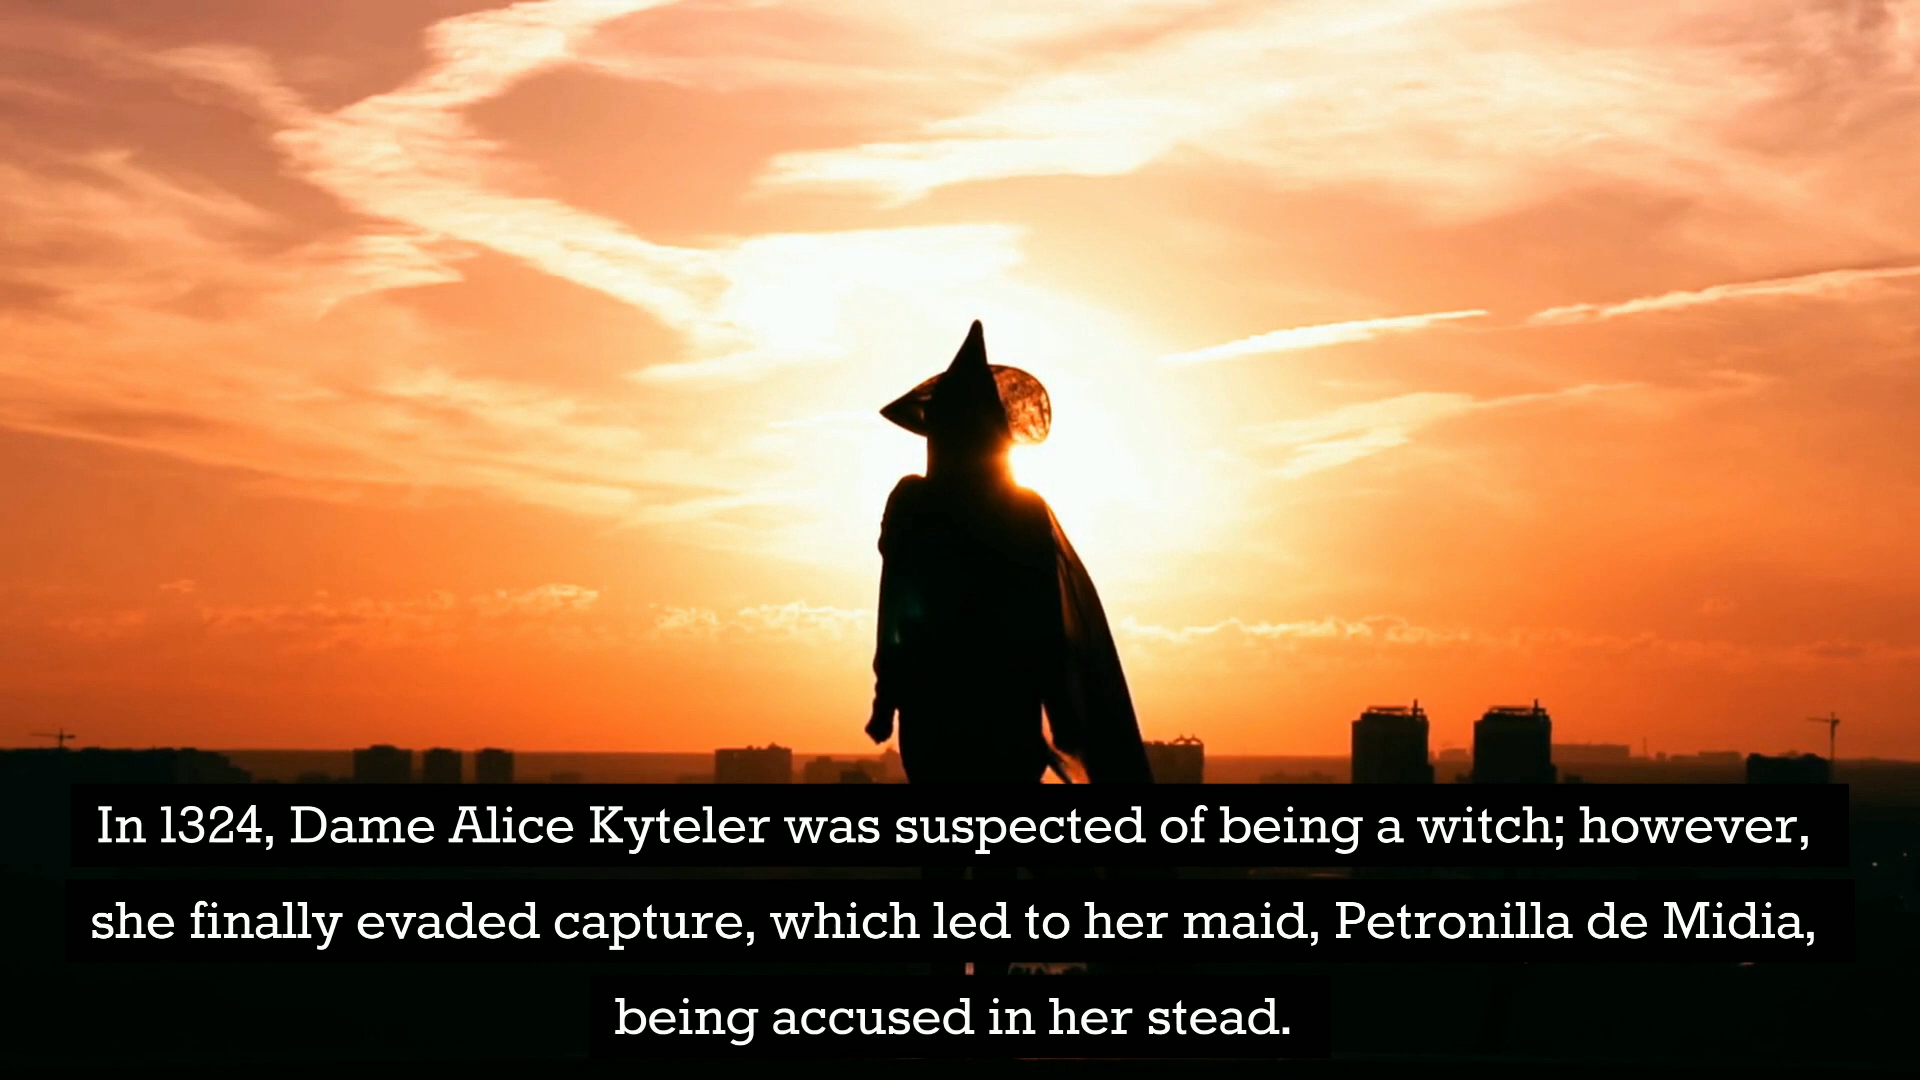 In 1324, Dame Alice Kyteler was suspected of being a witch; however,
she finally evaded capture, which led to her maid, Petronilla de Midia,
being accused in her stead.